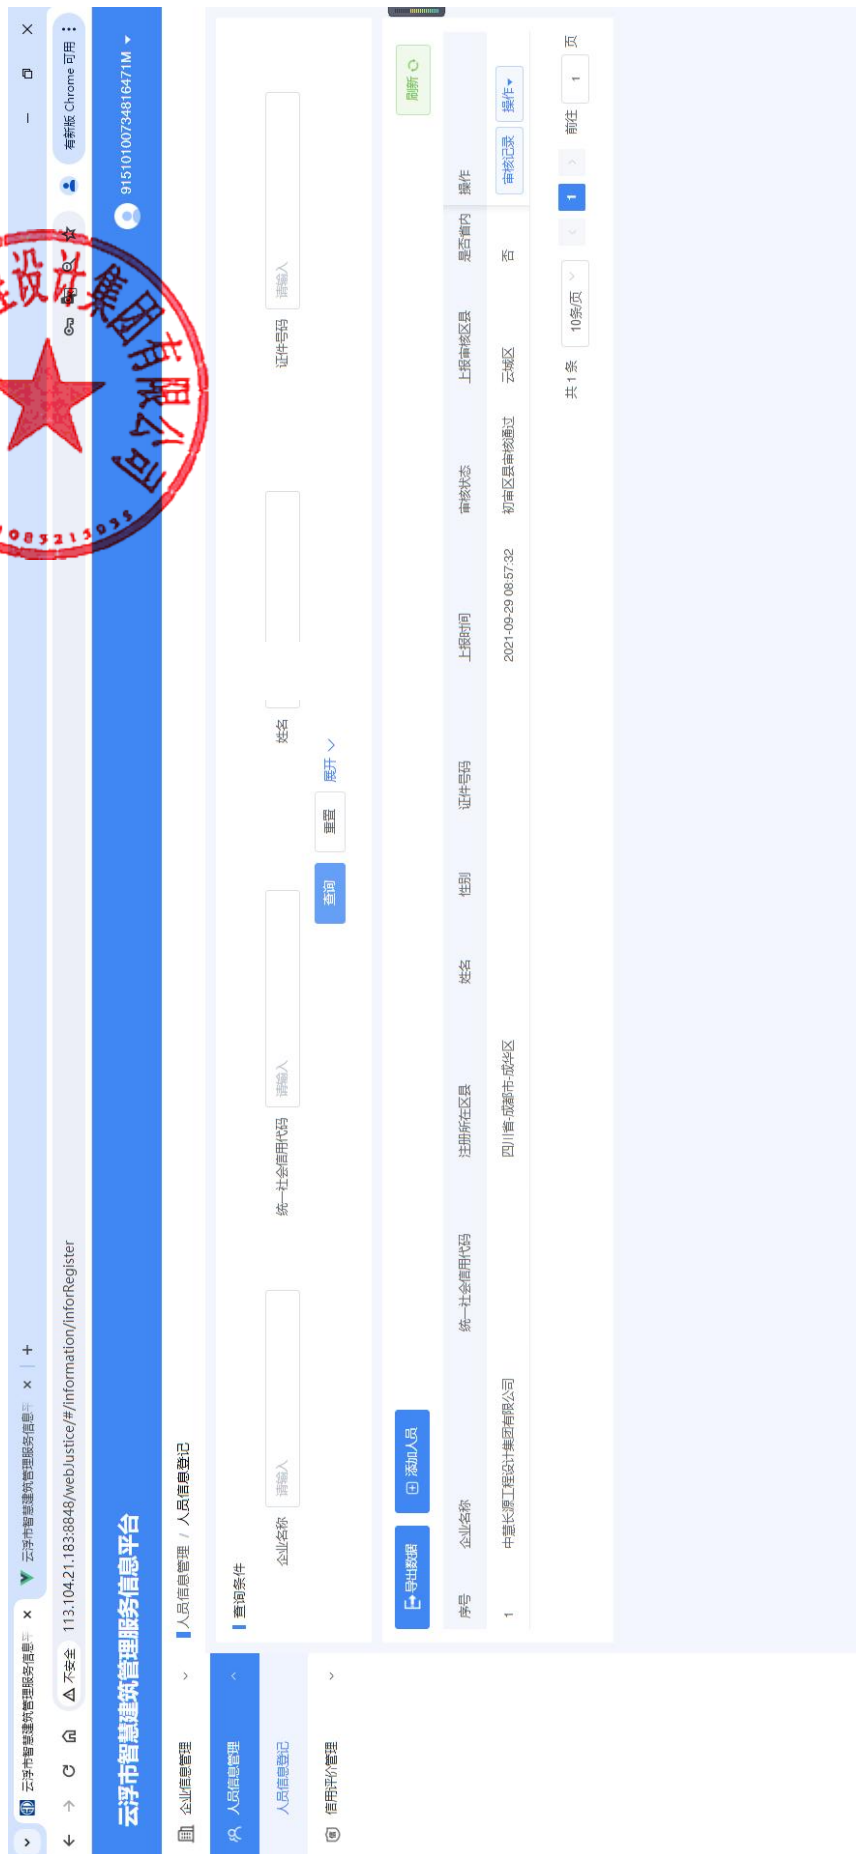 云浮市智慧建筑管理服务信息平
云浮市智慧建筑管理服务信息平
不安全 113.104.21.183:8848/webJustice/#/information/inforRegister
有新版 Chrome 可用
云浮市智慧建筑管理服务信息平台
91510100734816471M
企业信息管理
人员信息管理
人员信息登记
信用评价管理
人员信息管理 / 人员信息登记
查询条件
企业名称 请输入 统一社会信用代码 请输入 姓名 证件号码 请输入
查询 重置 展开
导出数据 添加人员 刷新
序号 企业名称 统一社会信用代码 注册所在区县 姓名 性别 证件号码 上报时间 审核状态 上报审核区县 是否省内 操作
1 中慧长源工程设计集团有限公司 四川省-成都市-成华区 2021-09-29 08:57:32 初审区县审核通过 云城区 否 审核记录 操作
共 1 条 10条/页 1 前往 1 页
设计集团有限公司
085213035